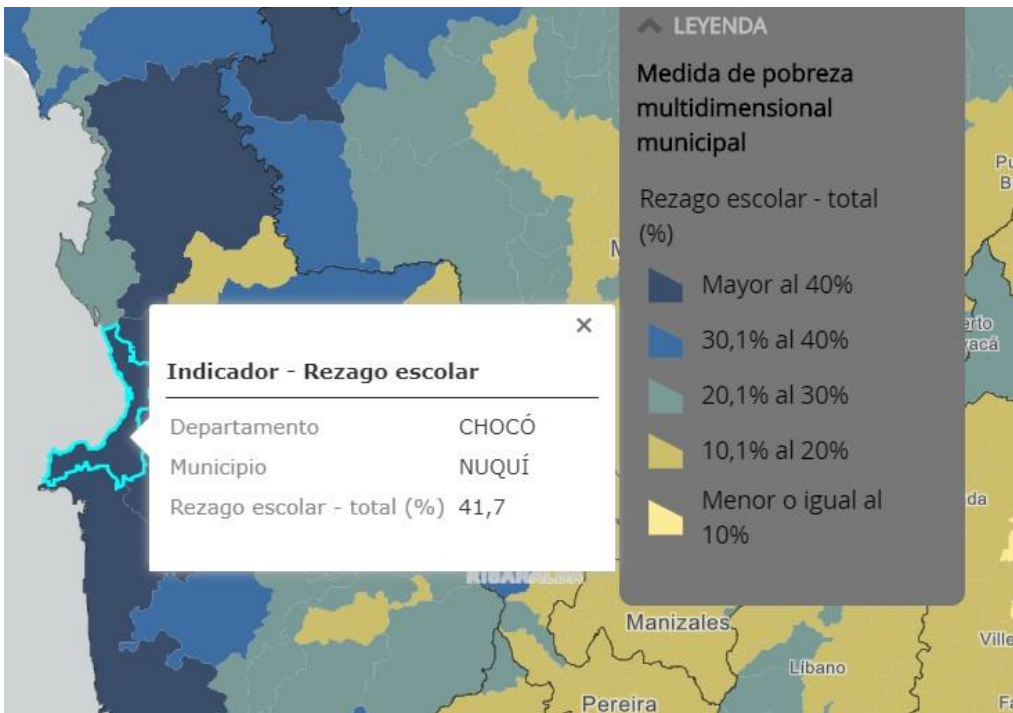 LEYENDA
Medida de pobreza
multidimensional
municipal
Rezago escolar - total
(%)
Mayor al 40%
30,1% al 40%
20,1% al 30%
10,1% al 20%
Menor o igual al
10%
×
Indicador - Rezago escolar
Departamento CHOCÓ
Municipio NUQUÍ
Rezago escolar - total (%) 41,7
RISARALDA
Manizales
Líbano
Pereira